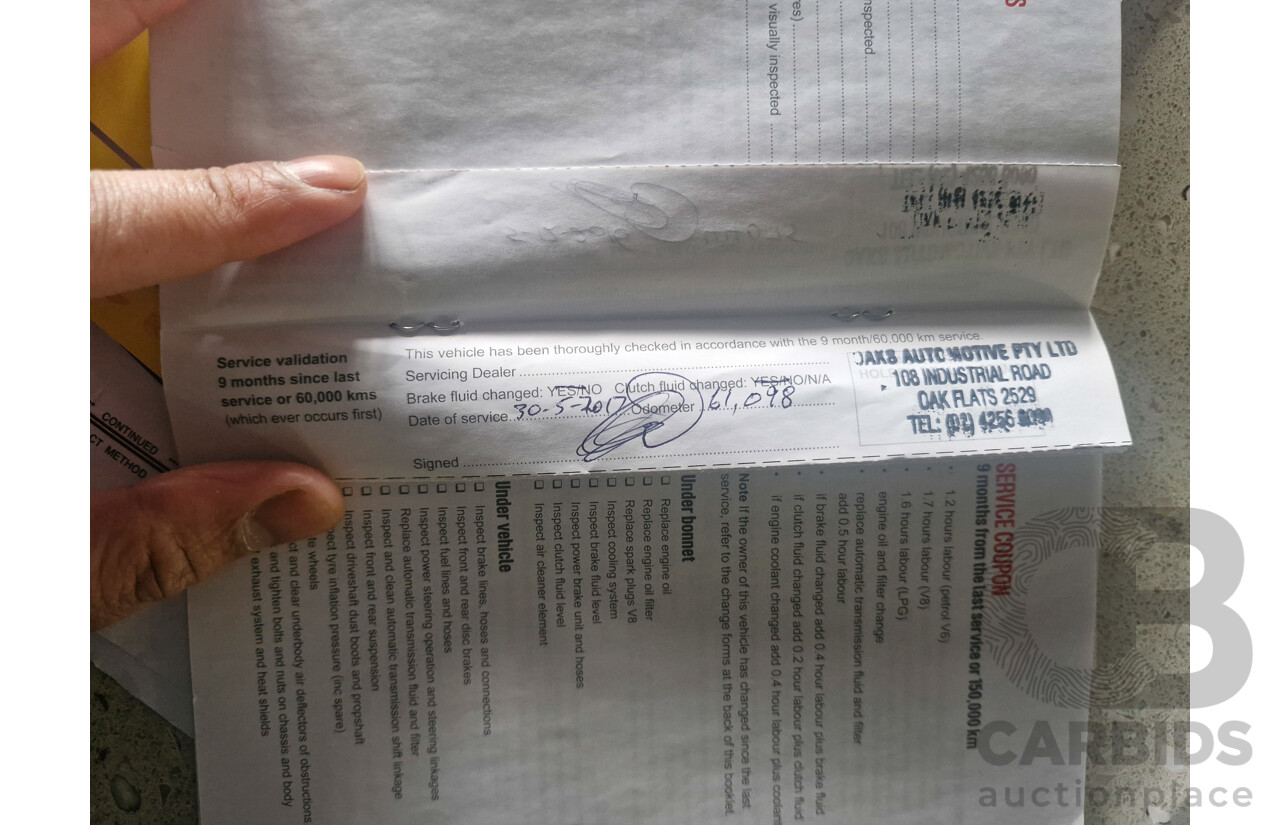 S
nspected
es)
visually inspected
CONTINUED
CT METHOD
Service validation
9 months since last
service or 60,000 kms
(which ever occurs first)
This vehicle has been thoroughly checked in accordance with the 9 month/60,000 km service.
Servicing Dealer
Brake fluid changed: YES/NO Clutch fluid changed: YES/NO/N/A
Date of service 30-5-2017 Odometer 61,098
Signed
JAKS AUTOMOTIVE PTY LTD
108 INDUSTRIAL ROAD
OAK FLATS 2529
TEL: (02) 4256
SERVICE COUPON
9 months from the last service or 150,000 km
1.2 hours labour (petrol V6)
1.7 hours labour (V8)
1.6 hours labour (LPG)
engine oil and filter change
replace automatic transmission fluid and filter
add 0.5 hour labour
if brake fluid changed add 0.4 hour labour plus brake fluid
if clutch fluid changed add 0.2 hour labour plus clutch fluid
if engine coolant changed add 0.4 hour labour plus coolant
Note If the owner of this vehicle has changed since the last
service, refer to the change forms at the back of this booklet.
Under bonnet
Replace engine oil
Replace engine oil filter
Replace spark plugs V8
Inspect cooling system
Inspect brake fluid level
Inspect power brake unit and hoses
Inspect clutch fluid level
Inspect air cleaner element
Under vehicle
Inspect brake lines, hoses and connections
Inspect front and rear disc brakes
Inspect fuel lines and hoses
Inspect power steering operation and steering linkages
Replace automatic transmission fluid and filter
Inspect and clean automatic transmission shift linkage
Inspect front and rear suspension
Inspect driveshaft dust boots and propshaft
ect tyre inflation pressure (inc spare)
te wheels
ct and clear underbody air deflectors of obstructions
and tighten bolts and nuts on chassis and body
exhaust system and heat shields
CB
CARBIDS
auctionplace